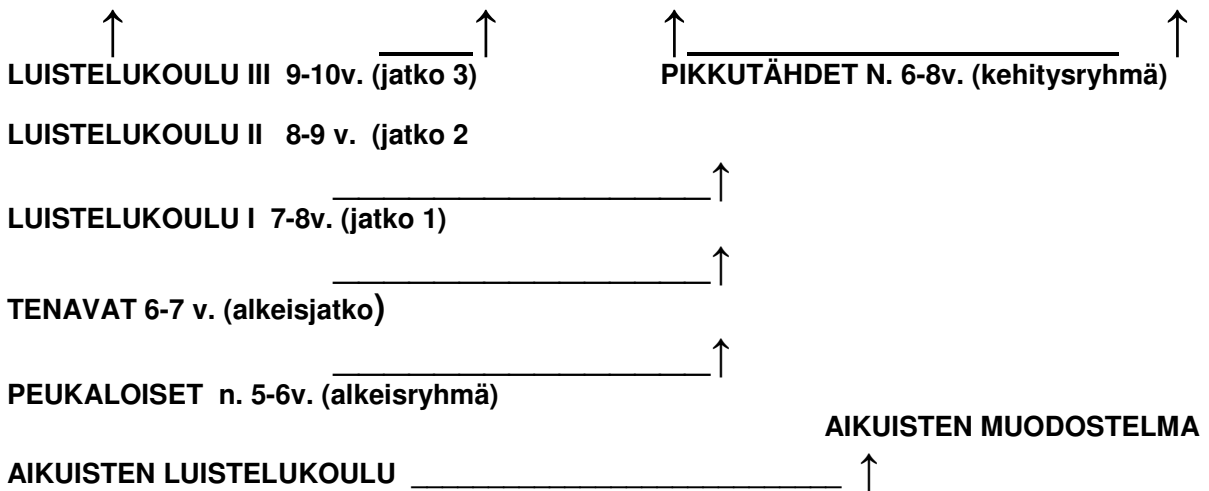 LUISTELUKOULU III 9-10v. (jatko 3) PIKKUTÄHDET N. 6-8v. (kehitysryhmä)
LUISTELUKOULU II 8-9 v. (jatko 2
LUISTELUKOULU I 7-8v. (jatko 1)
TENAVAT 6-7 v. (alkeisjatko)
PEUKALOISET n. 5-6v. (alkeisryhmä)
AIKUISTEN MUODOSTELMA
AIKUISTEN LUISTELUKOULU